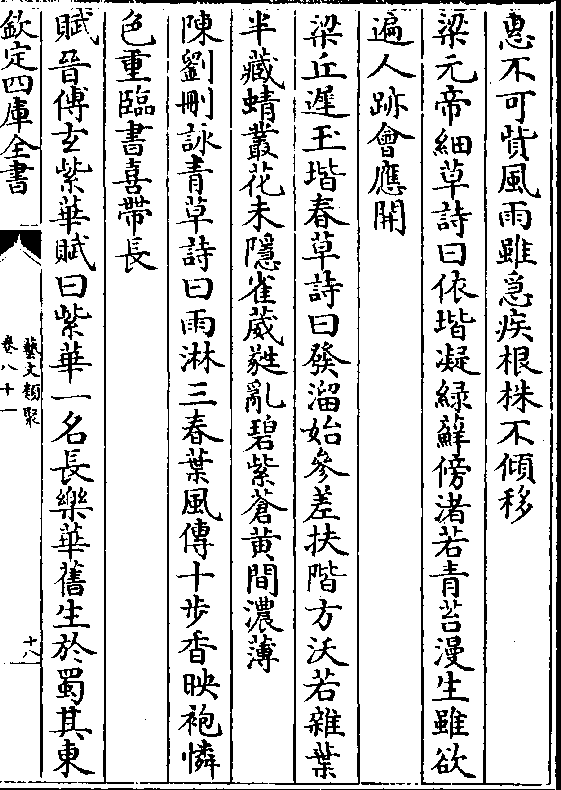 惠不可貲風雨雖急疾根株不傾移
梁元帝細草詩曰依堦凝綠蘚傍渚若青苔漫生雖欲
遍人跡會應開
梁丘遲玉堦春草詩曰發溜始參差扶階方沃若雜葉
半藏蜻叢花未隱雀葳蕤亂碧紫蒼黄間濃薄
陳劉刪詠青草詩曰雨淋三春葉風傳十步香映袍憐
色重臨書喜帶長
賦晉傅玄紫華賦曰紫華一名長樂華舊生於蜀其東
欽定四庫全書
藝文類聚
卷八十一
十八